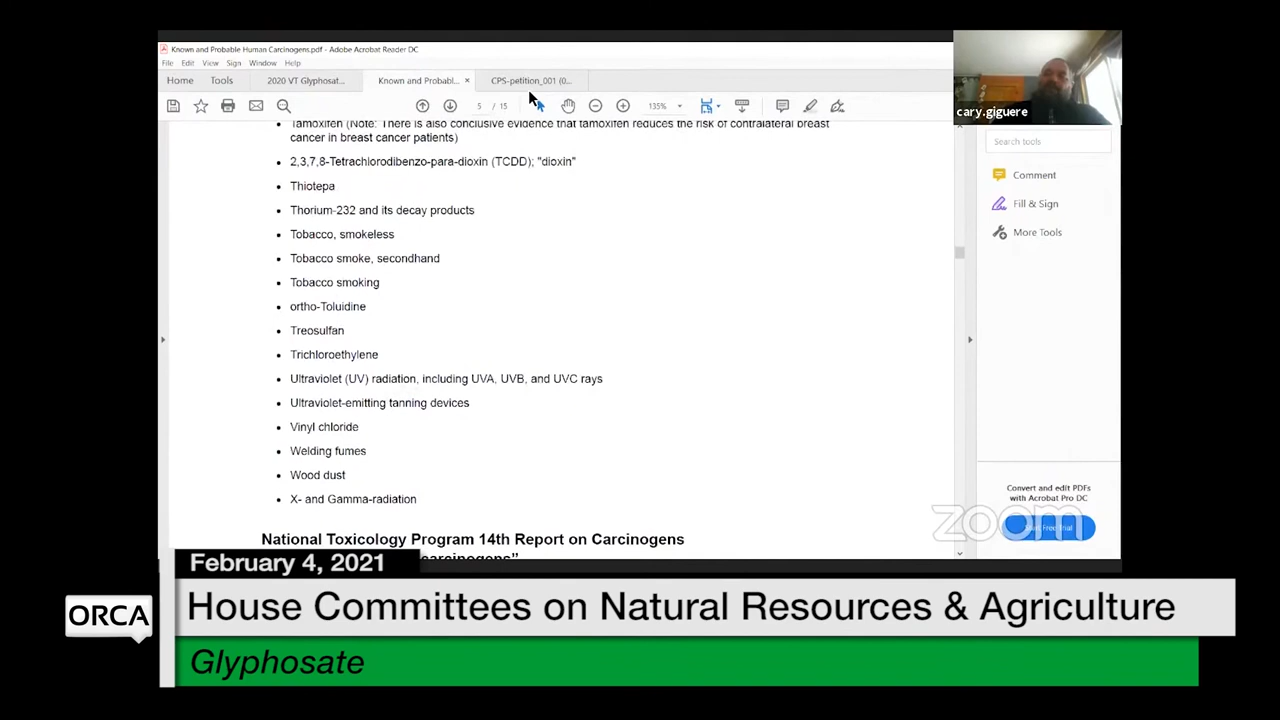 Known and Probable Human Carcinogens.pdf - Adobe Acrobat Reader DC
File Edit View Sign Window Help
Home Tools 2020 VT Glyphosat... Known and Probabl... × CPS-petition_001 (0...
5 / 15 135%
cary.giguere
Tamoxifen (Note: There is also conclusive evidence that tamoxifen reduces the risk of contralateral breast
cancer in breast cancer patients)
• 2,3,7,8-Tetrachlorodibenzo-para-dioxin (TCDD); "dioxin"
• Thiotepa
• Thorium-232 and its decay products
• Tobacco, smokeless
• Tobacco smoke, secondhand
• Tobacco smoking
• ortho-Toluidine
• Treosulfan
• Trichloroethylene
• Ultraviolet (UV) radiation, including UVA, UVB, and UVC rays
• Ultraviolet-emitting tanning devices
• Vinyl chloride
• Welding fumes
• Wood dust
• X- and Gamma-radiation
National Toxicology Program 14th Report on Carcinogens
carcinogens"
Search tools
Comment
Fill & Sign
More Tools
Convert and edit PDFs
with Acrobat Pro DC
Start Free Trial
zoom
February 4, 2021
ORCA
House Committees on Natural Resources & Agriculture
Glyphosate